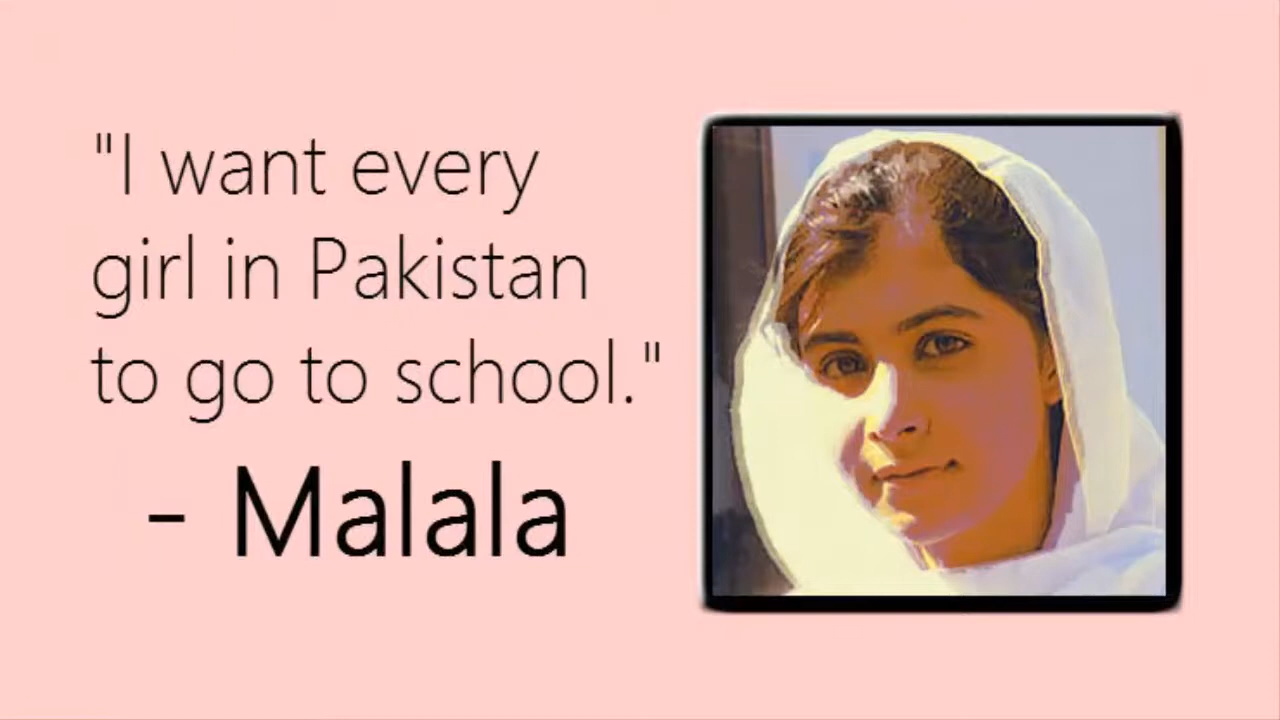 "I want every
girl in Pakistan
to go to school."
- Malala